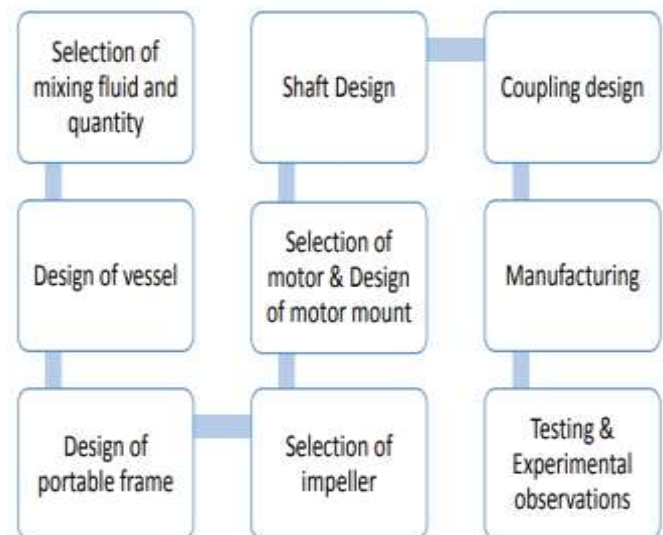 Selection of
mixing fluid and
quantity
Design of vessel
Design of
portable frame
Selection of
impeller
Selection of
motor & Design
of motor mount
Shaft Design
Coupling design
Manufacturing
Testing &
Experimental
observations